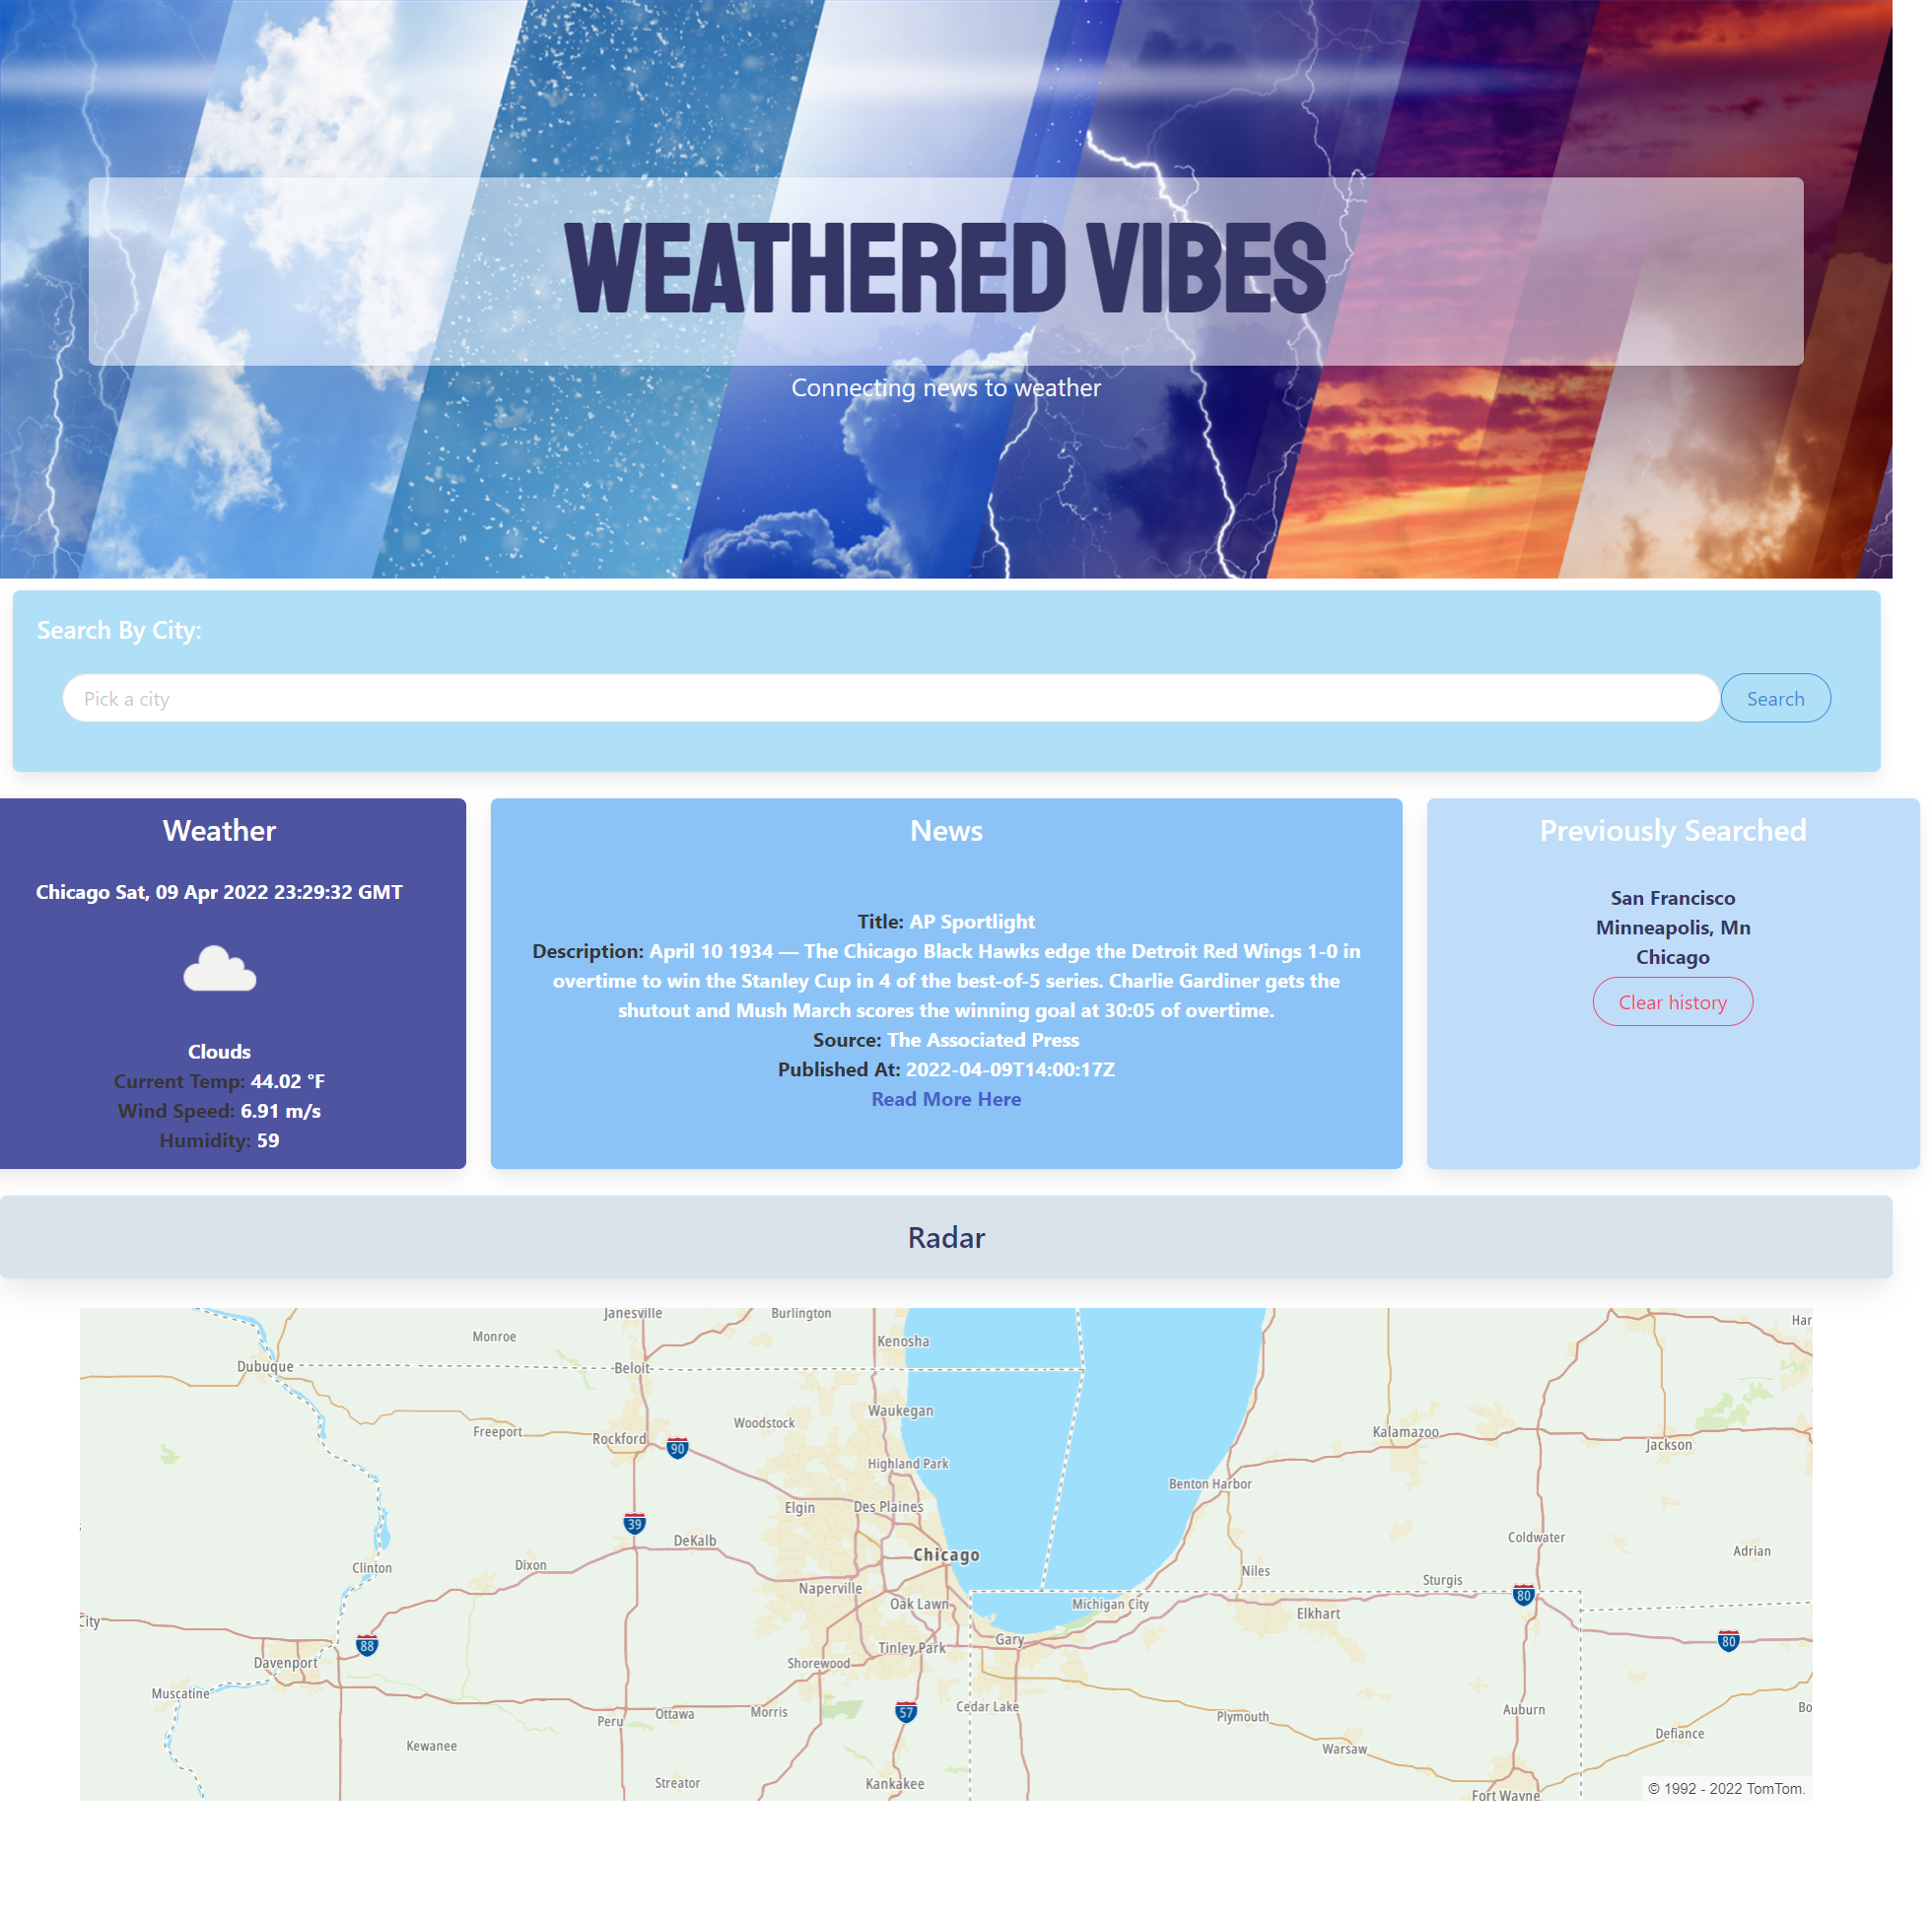 WEATHERED VIBES
Connecting news to weather
Search By City:
Pick a city
Search
Weather
Chicago Sat, 09 Apr 2022 23:29:32 GMT
Clouds
Current Temp: 44.02 °F
Wind Speed: 6.91 m/s
Humidity: 59
News
Title: AP Sportlight
Description: April 10 1934 — The Chicago Black Hawks edge the Detroit Red Wings 1-0 in
overtime to win the Stanley Cup in 4 of the best-of-5 series. Charlie Gardiner gets the
shutout and Mush March scores the winning goal at 30:05 of overtime.
Source: The Associated Press
Published At: 2022-04-09T14:00:17Z
Read More Here
Previously Searched
San Francisco
Minneapolis, Mn
Chicago
Clear history
Radar
Janesville
Burlington
Har
Monroe
Kenosha
Dubuque
Beloit
Waukegan
Woodstock
Freeport
Rockford
90
Kalamazoo
Jackson
Highland Park
Benton Harbor
Elgin
Des Plaines
39
DeKalb
Coldwater
Chicago
Adrian
Clinton
Dixon
Niles
Sturgis
Naperville
80
Oak Lawn
Michigan City
Elkhart
City
Gary
80
88
Tinley Park
Davenport
Shorewood
Muscatine
Cedar Lake
Bo
57
Morris
Ottawa
Peru
Plymouth
Auburn
Defiance
Kewanee
Warsaw
Streator
Kankakee
Fort Wayne
© 1992 - 2022 TomTom.